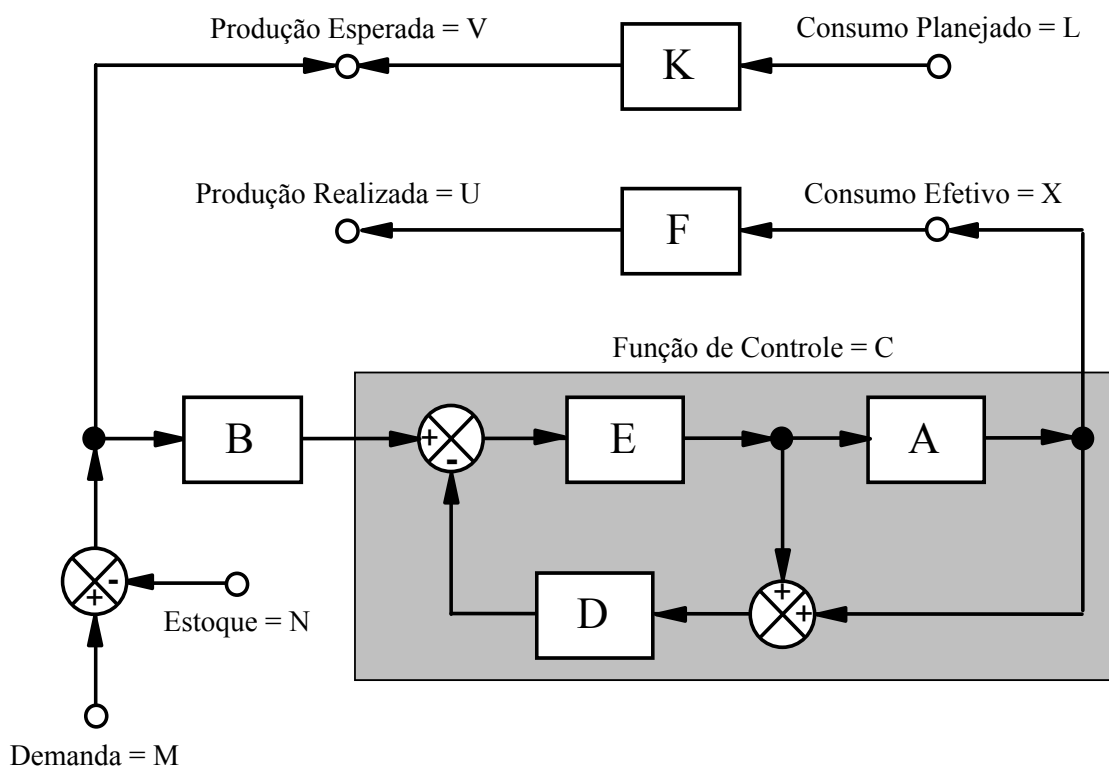 Produção Esperada = V
Consumo Planejado = L
K
Produção Realizada = U
Consumo Efetivo = X
F
Função de Controle = C
B
+
-
E
A
-
+
Estoque = N
D
+
+
Demanda = M